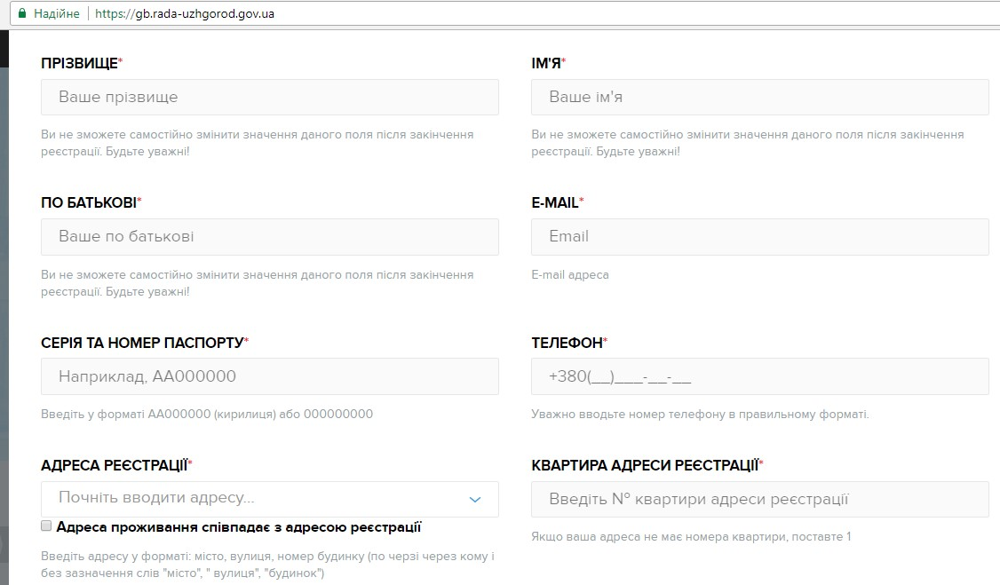 Надійне https://gb.rada-uzhgorod.gov.ua
ПРІЗВИЩЕ*
Ваше прізвище
Ви не зможете самостійно змінити значення даного поля після закінчення
реєстрації. Будьте уважні!
ІМ'Я*
Ваше ім'я
Ви не зможете самостійно змінити значення даного поля після закінчення
реєстрації. Будьте уважні!
ПО БАТЬКОВІ*
Ваше по батькові
Ви не зможете самостійно змінити значення даного поля після закінчення
реєстрації. Будьте уважні!
E-MAIL*
Email
E-mail адреса
СЕРІЯ ТА НОМЕР ПАСПОРТУ*
Наприклад, АА000000
Введіть у форматі АА000000 (кирилиця) або 000000000
ТЕЛЕФОН*
+380(__)___-__-__
Уважно вводьте номер телефону в правильному форматі.
АДРЕСА РЕЄСТРАЦІЇ*
Почніть вводити адресу...
Адреса проживання співпадає з адресою реєстрації
Введіть адресу у форматі: місто, вулиця, номер будинку (по черзі через кому і
без зазначення слів "місто", " вулиця", "будинок")
КВАРТИРА АДРЕСИ РЕЄСТРАЦІЇ*
Введіть № квартири адреси реєстрації
Якщо ваша адреса не має номера квартири, поставте 1